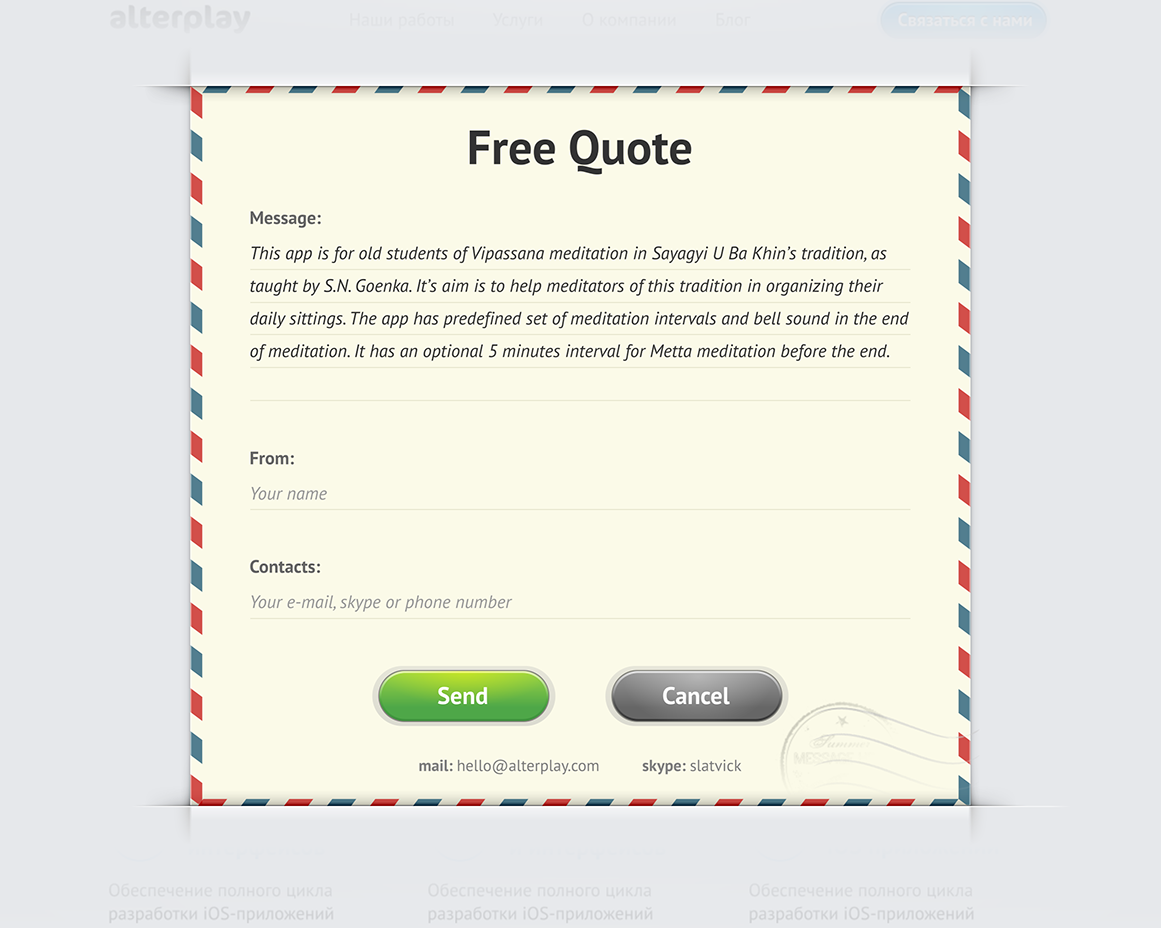 alterplay
Наши работы Услуги О компании Блог Связаться с нами
Free Quote
Message:
This app is for old students of Vipassana meditation in Sayagyi U Ba Khin’s tradition, as
taught by S.N. Goenka. It’s aim is to help meditators of this tradition in organizing their
daily sittings. The app has predefined set of meditation intervals and bell sound in the end
of meditation. It has an optional 5 minutes interval for Metta meditation before the end.
From:
Your name
Contacts:
Your e-mail, skype or phone number
Send Cancel
mail: hello@alterplay.com skype: slatvick
Обеспечение полного цикла Обеспечение полного цикла Обеспечение полного цикла
разработки iOS-приложений разработки iOS-приложений разработки iOS-приложений